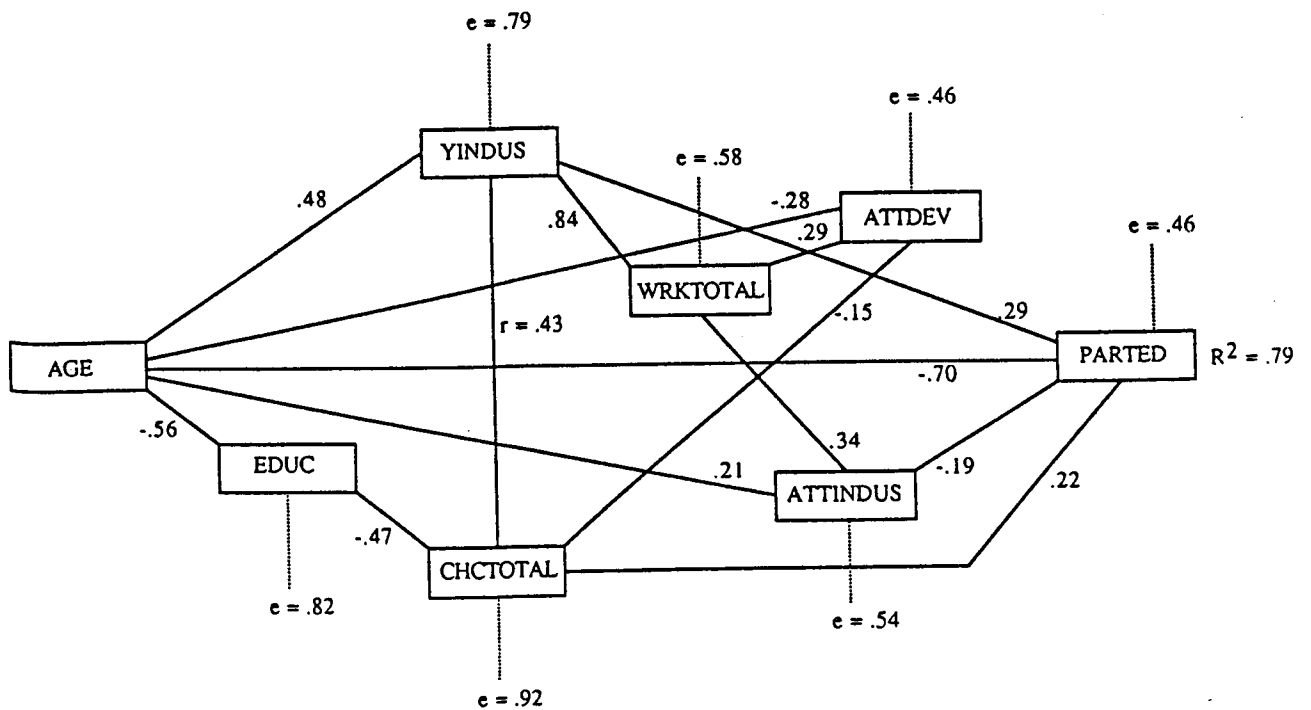 e = .79
e = .46
YINDUS
e = .58
.48
-.28
ATTDEV
.84
.29
e = .46
WRKTOTAL
-.15
.29
r = .43
AGE
PARTED
R² = .79
-.70
-.56
.34
EDUC
.21
-.19
ATTINDUS
.22
-.47
CHCTOTAL
e = .82
e = .54
e = .92